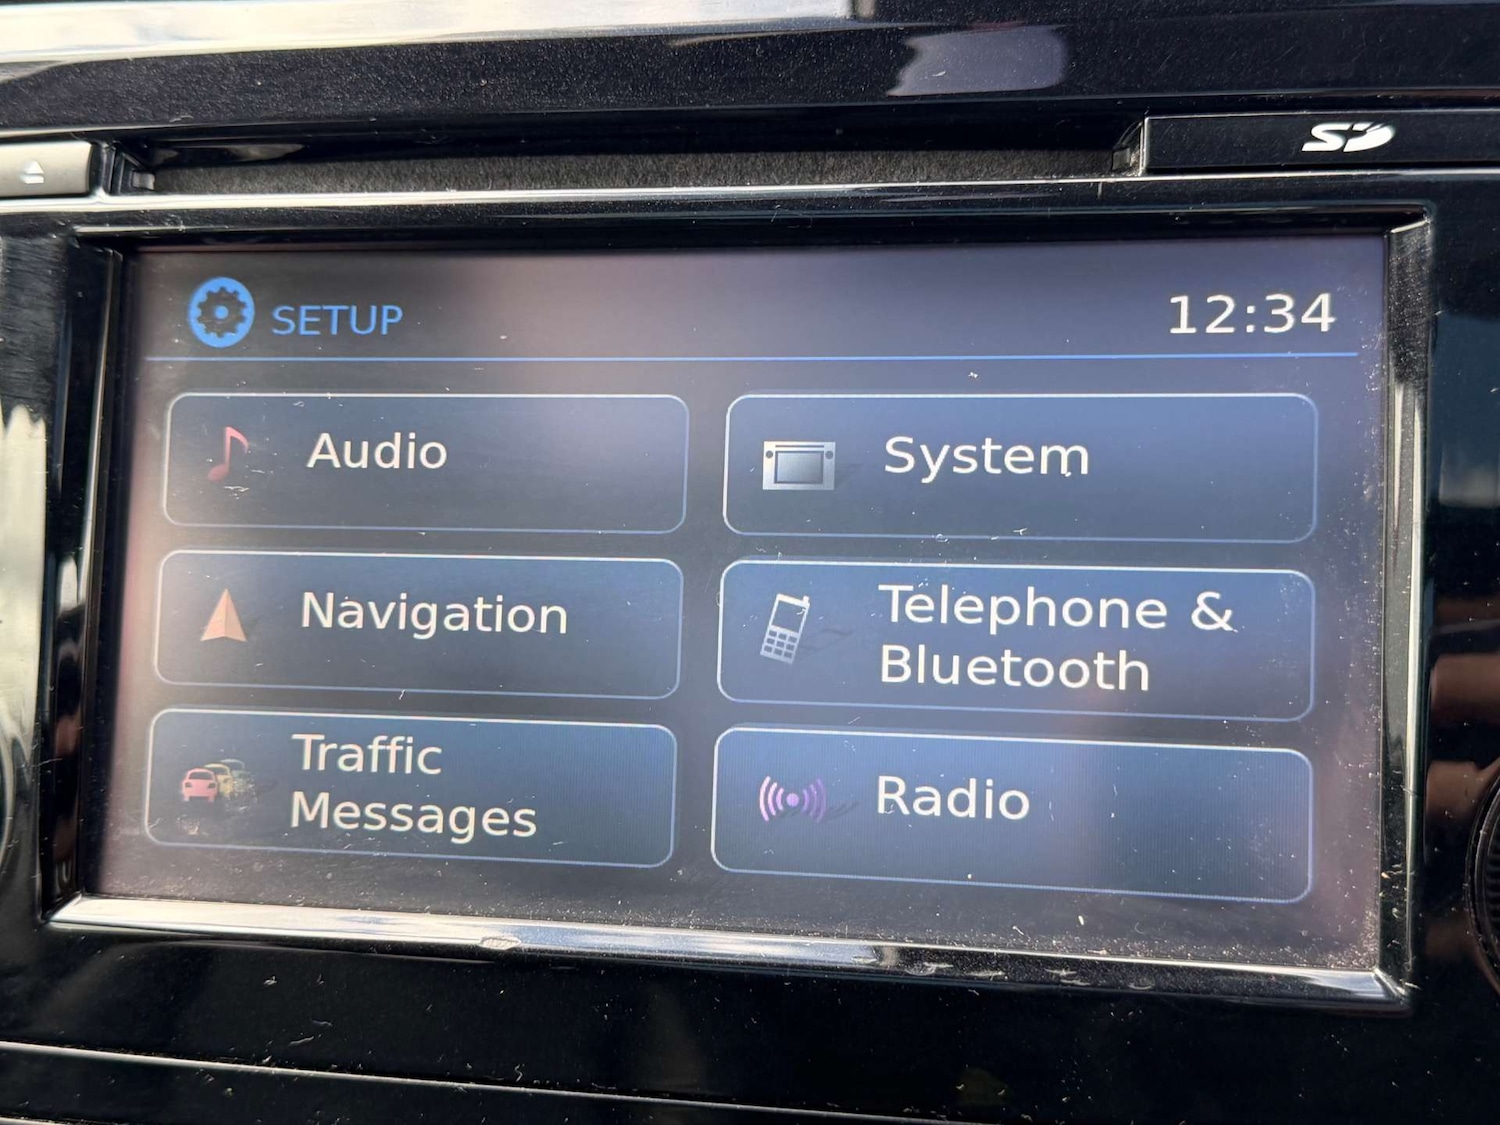 SD
SETUP
12:34
Audio
System
Navigation
Telephone &
Bluetooth
Traffic
Messages
Radio